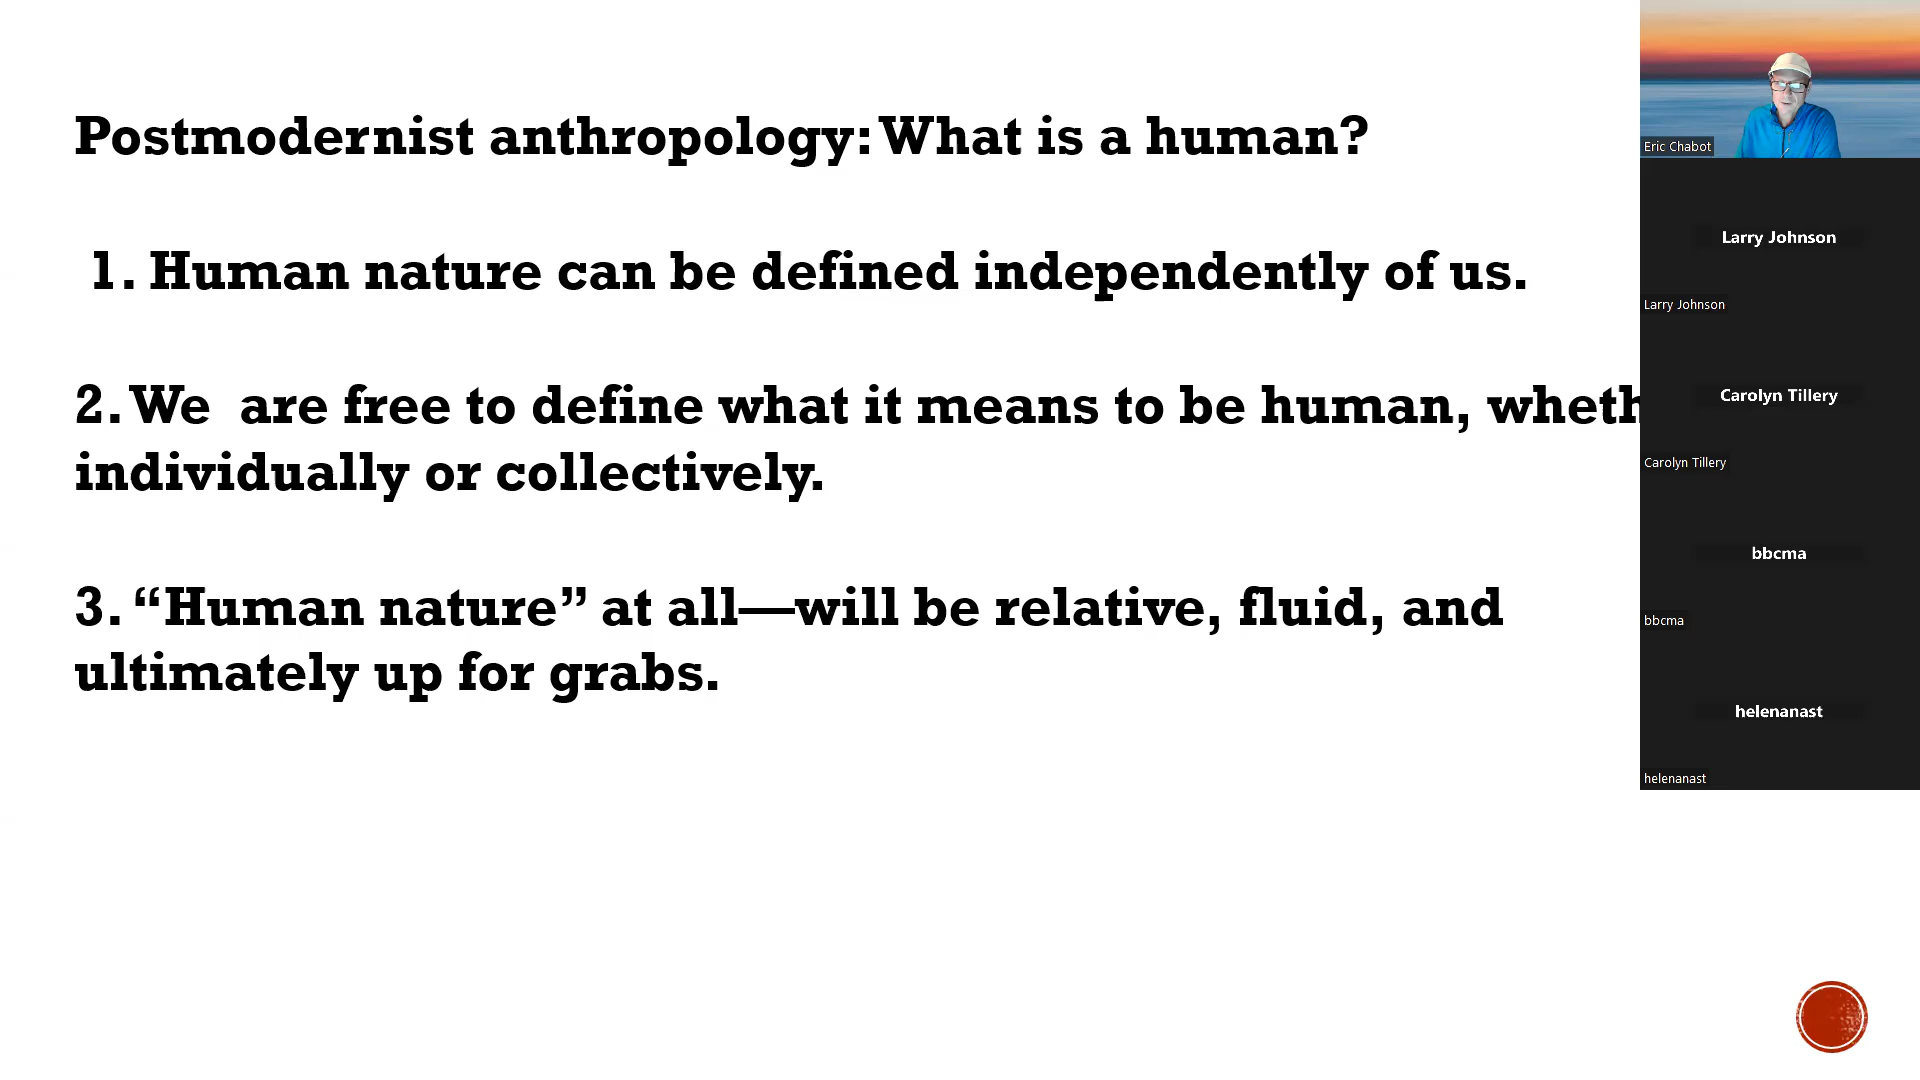 Postmodernist anthropology: What is a human?
1. Human nature can be defined independently of us.
2. We are free to define what it means to be human, wheth
individually or collectively.
3. “Human nature” at all—will be relative, fluid, and
ultimately up for grabs.
Eric Chabot
Larry Johnson
Larry Johnson
Carolyn Tillery
Carolyn Tillery
bbcma
bbcma
helenanast
helenanast